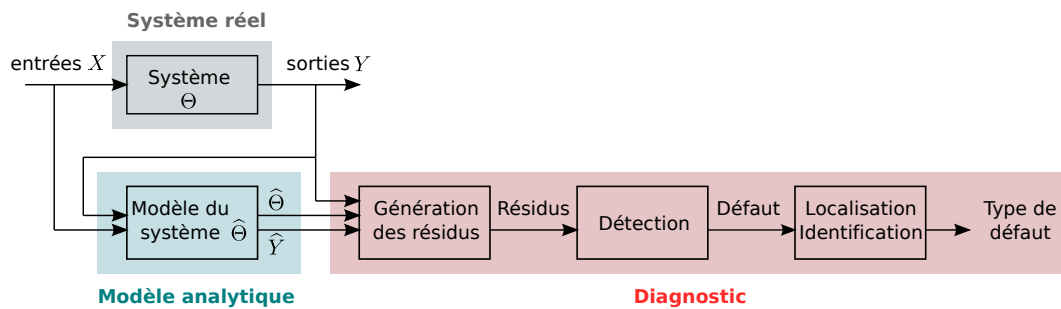 Système réel
entrées X
Système
Θ
sorties Y
Modèle du
système Θ̂
Θ̂
Ŷ
Génération
des résidus
Résidus
Détection
Défaut
Localisation
Identification
Type de
défaut
Modèle analytique
Diagnostic